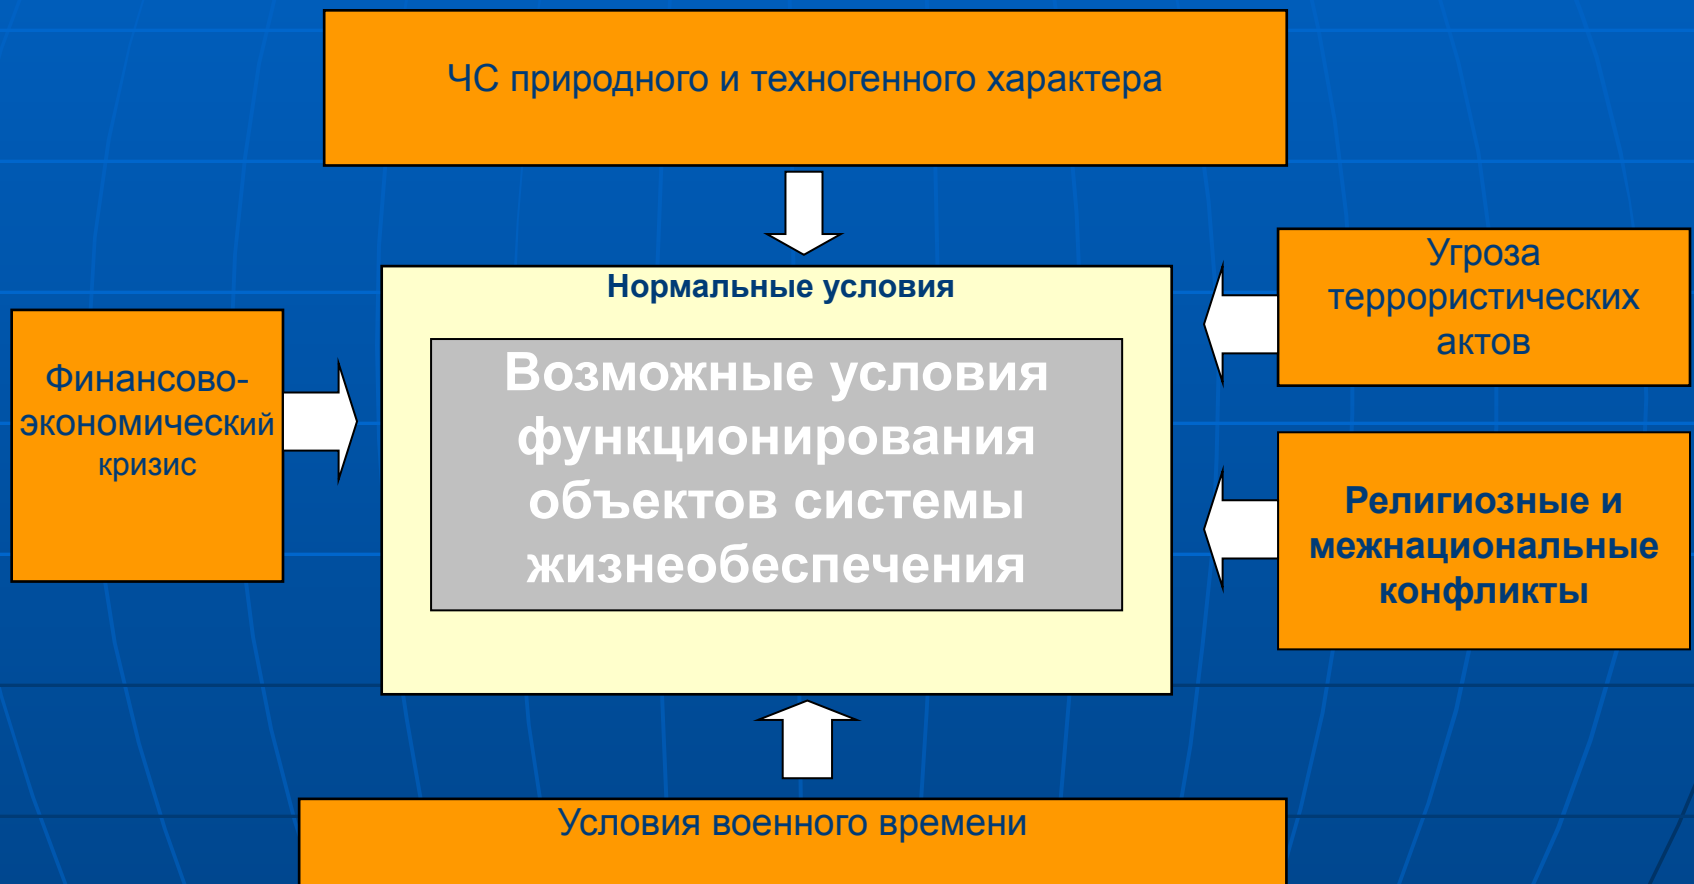 ЧС природного и техногенного характера
Нормальные условия
Возможные условия
функционирования
объектов системы
жизнеобеспечения
Финансово-
экономический
кризис
Угроза
террористических
актов
Религиозные и
межнациональные
конфликты
Условия военного времени